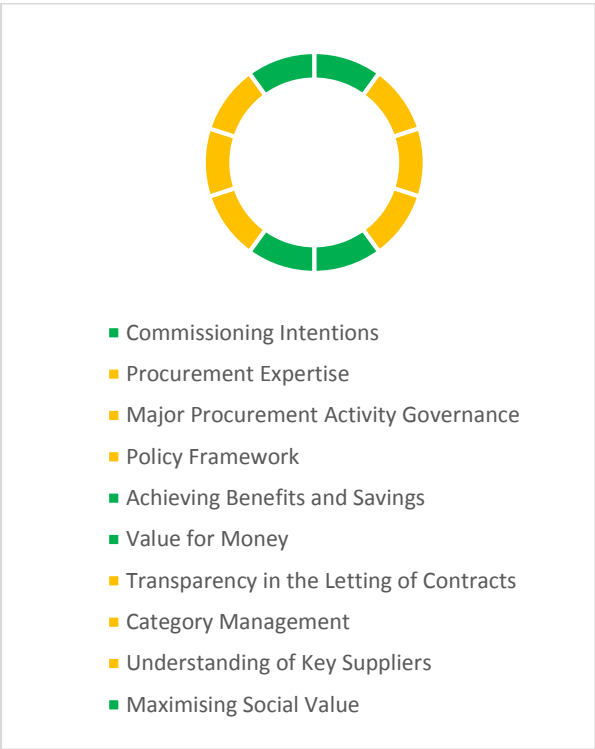 Commissioning Intentions
Procurement Expertise
Major Procurement Activity Governance
Policy Framework
Achieving Benefits and Savings
Value for Money
Transparency in the Letting of Contracts
Category Management
Understanding of Key Suppliers
Maximising Social Value